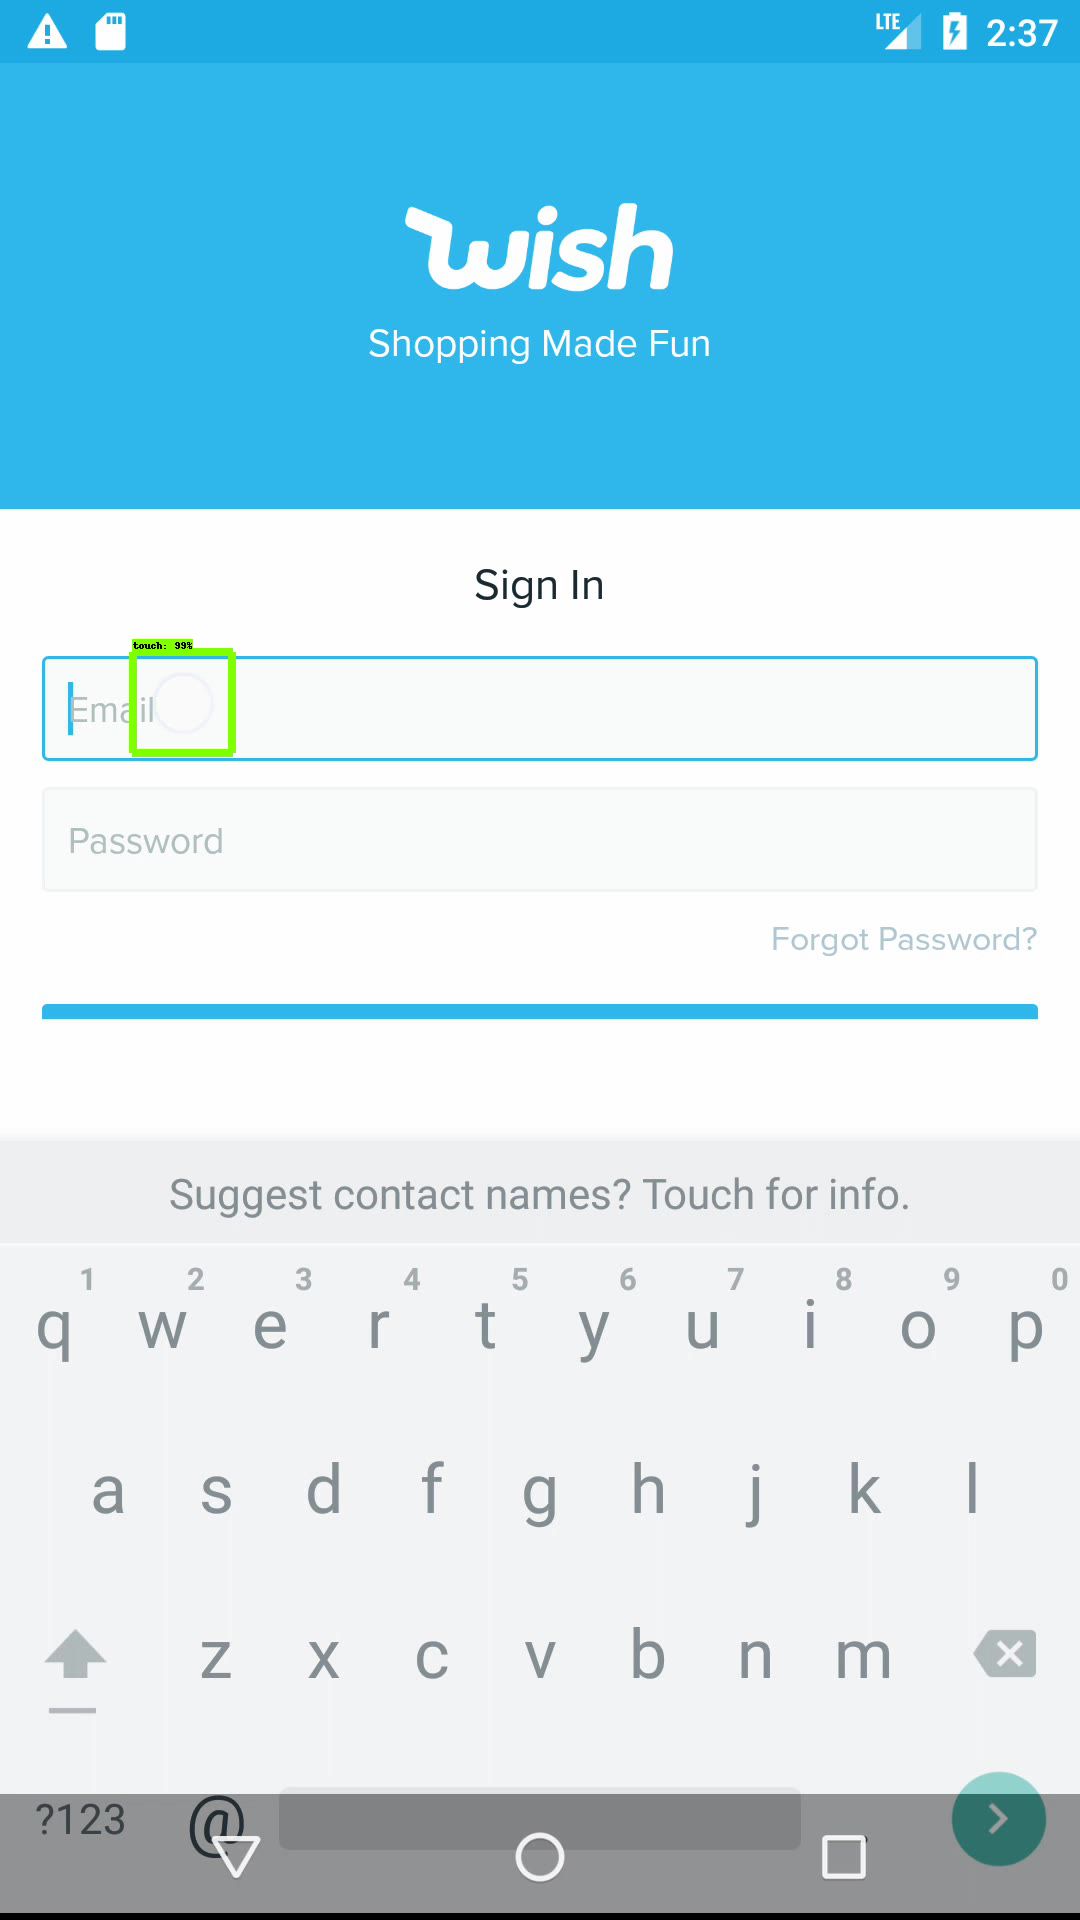 LTE 2:37
wish
Shopping Made Fun
Sign In
touch: 99%
Email
Password
Forgot Password?
Suggest contact names? Touch for info.
1 2 3 4 5 6 7 8 9 0
q w e r t y u i o p
a s d f g h j k l
z x c v b n m
?123 @